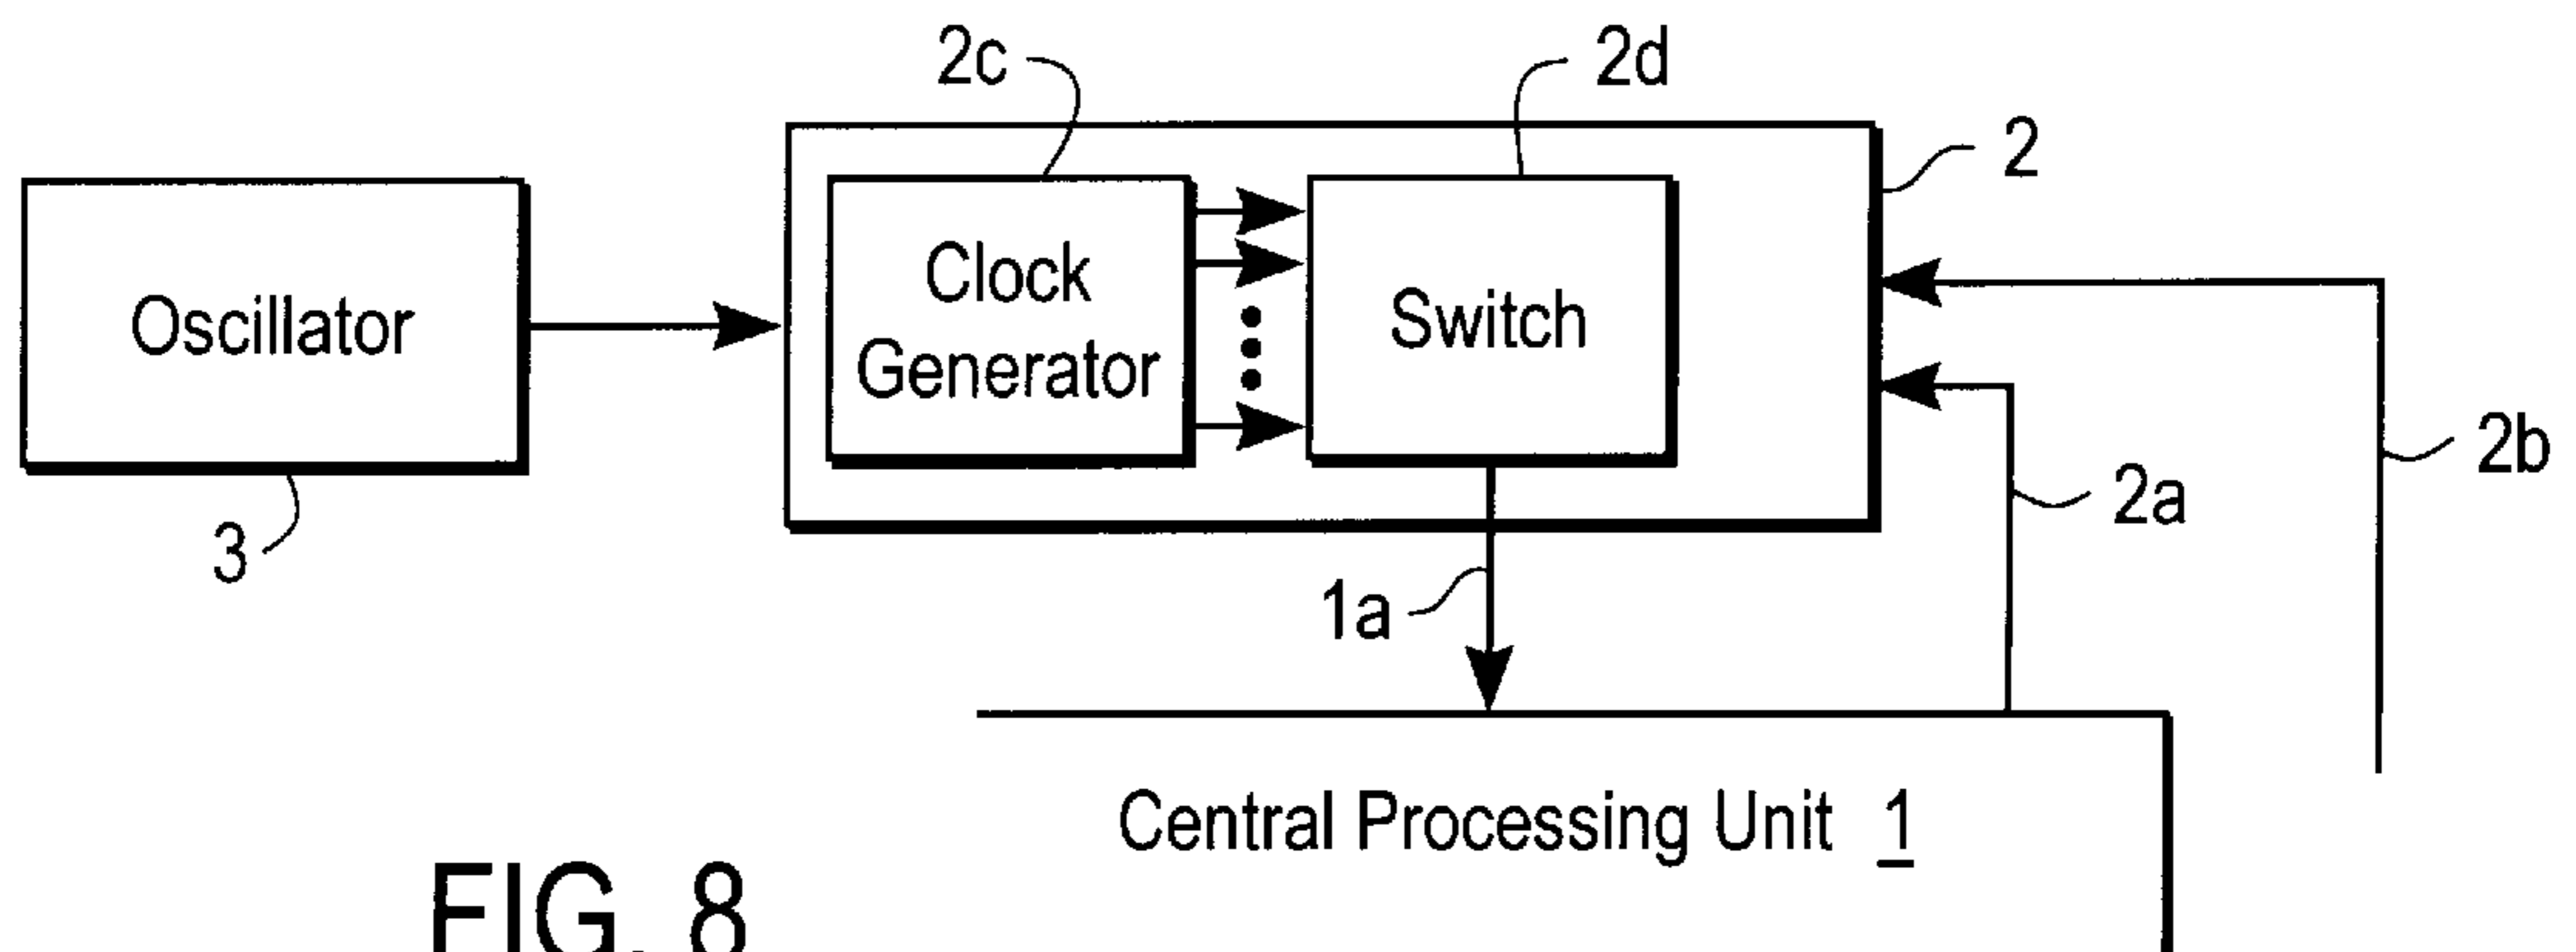 2c
2d
2
Oscillator
Clock
Generator
Switch
3
1a
2a
2b
Central Processing Unit 1
FIG. 8